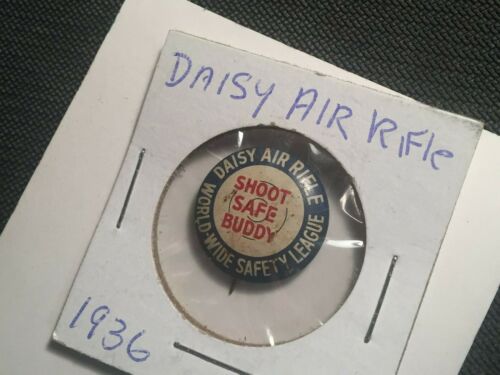 DAISY AIR RiFle
DAISY AIR RIFLE
SHOOT
SAFE
BUDDY
WORLD-WIDE SAFETY LEAGUE
1936